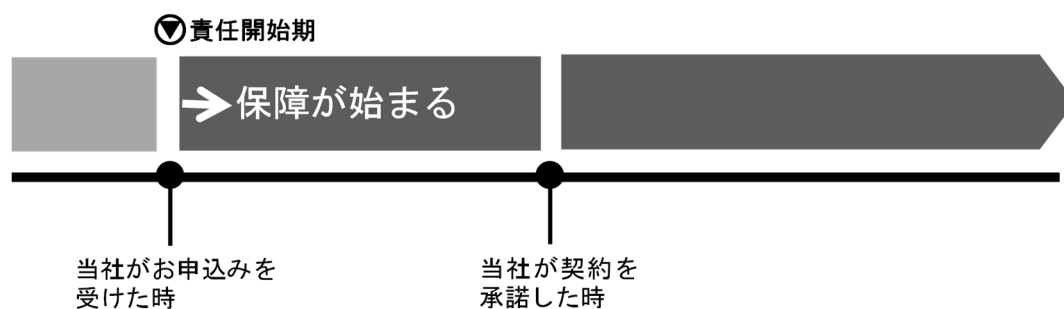 責任開始期
保障が始まる
当社がお申込みを
受けた時
当社が契約を
承諾した時